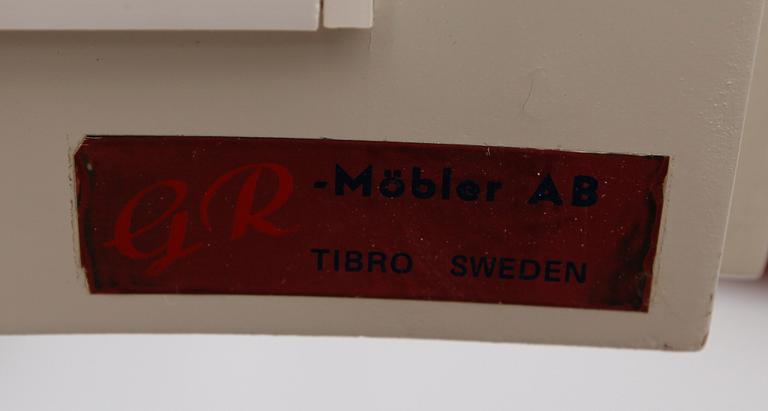 GR -Möbler AB
TIBRO SWEDEN